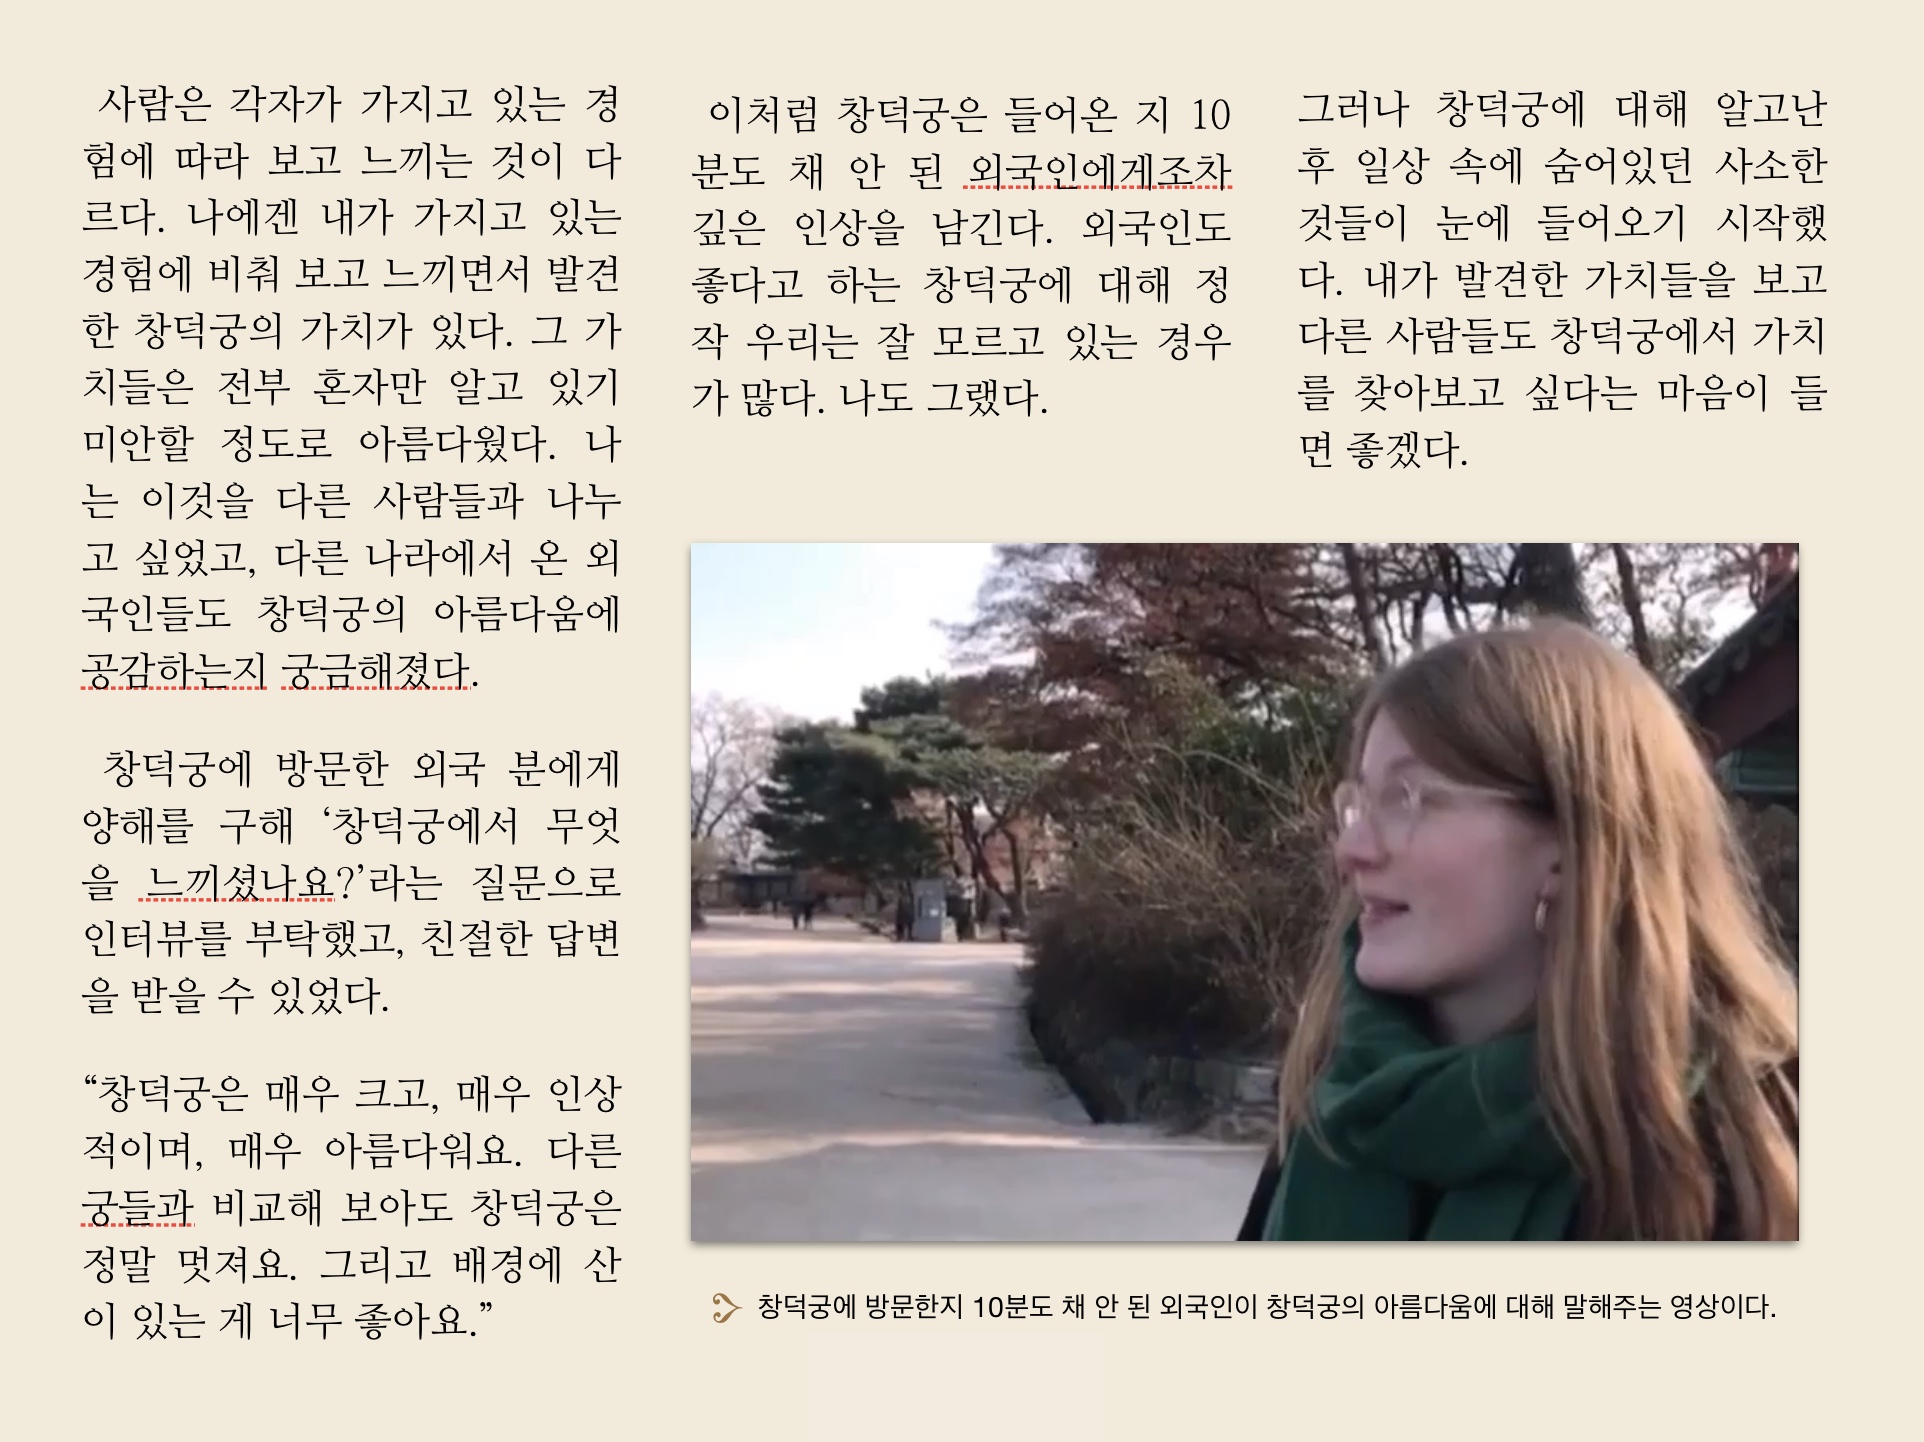 사람은 각자가 가지고 있는 경
험에 따라 보고 느끼는 것이 다
르다. 나에겐 내가 가지고 있는
경험에 비춰 보고 느끼면서 발견
한 창덕궁의 가치가 있다. 그 가
치들은 전부 혼자만 알고 있기
미안할 정도로 아름다웠다. 나
는 이것을 다른 사람들과 나누
고 싶었고, 다른 나라에서 온 외
국인들도 창덕궁의 아름다움에
공감하는지 궁금해졌다.
창덕궁에 방문한 외국 분에게
양해를 구해 ‘창덕궁에서 무엇
을 느끼셨나요?’라는 질문으로
인터뷰를 부탁했고, 친절한 답변
을 받을 수 있었다.
“창덕궁은 매우 크고, 매우 인상
적이며, 매우 아름다워요. 다른
궁들과 비교해 보아도 창덕궁은
정말 멋져요. 그리고 배경에 산
이 있는 게 너무 좋아요.”
이처럼 창덕궁은 들어온 지 10
분도 채 안 된 외국인에게조차
깊은 인상을 남긴다. 외국인도
좋다고 하는 창덕궁에 대해 정
작 우리는 잘 모르고 있는 경우
가 많다. 나도 그랬다.
그러나 창덕궁에 대해 알고난
후 일상 속에 숨어있던 사소한
것들이 눈에 들어오기 시작했
다. 내가 발견한 가치들을 보고
다른 사람들도 창덕궁에서 가치
를 찾아보고 싶다는 마음이 들
면 좋겠다.
창덕궁에 방문한지 10분도 채 안 된 외국인이 창덕궁의 아름다움에 대해 말해주는 영상이다.